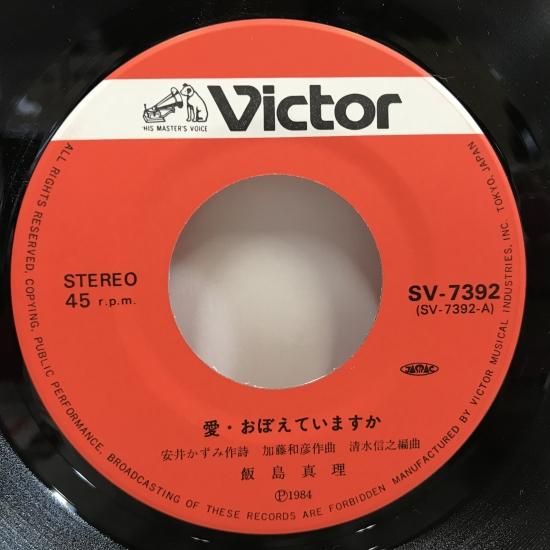 Victor
"HIS MASTER'S VOICE"
STEREO
45 r.p.m.
SV-7392
(SV-7392-A)
JASRAC
愛・おぼえていますか
安井かずみ作詩 加藤和彦作曲 清水信之編曲
飯島真理
Ⓟ1984
ALL RIGHTS RESERVED, COPYING, PUBLIC PERFORMANCE, BROADCASTING OF THESE RECORDS ARE FORBIDDEN MANUFACTURED BY VICTOR MUSICAL INDUSTRIES, INC. TOKYO, JAPAN